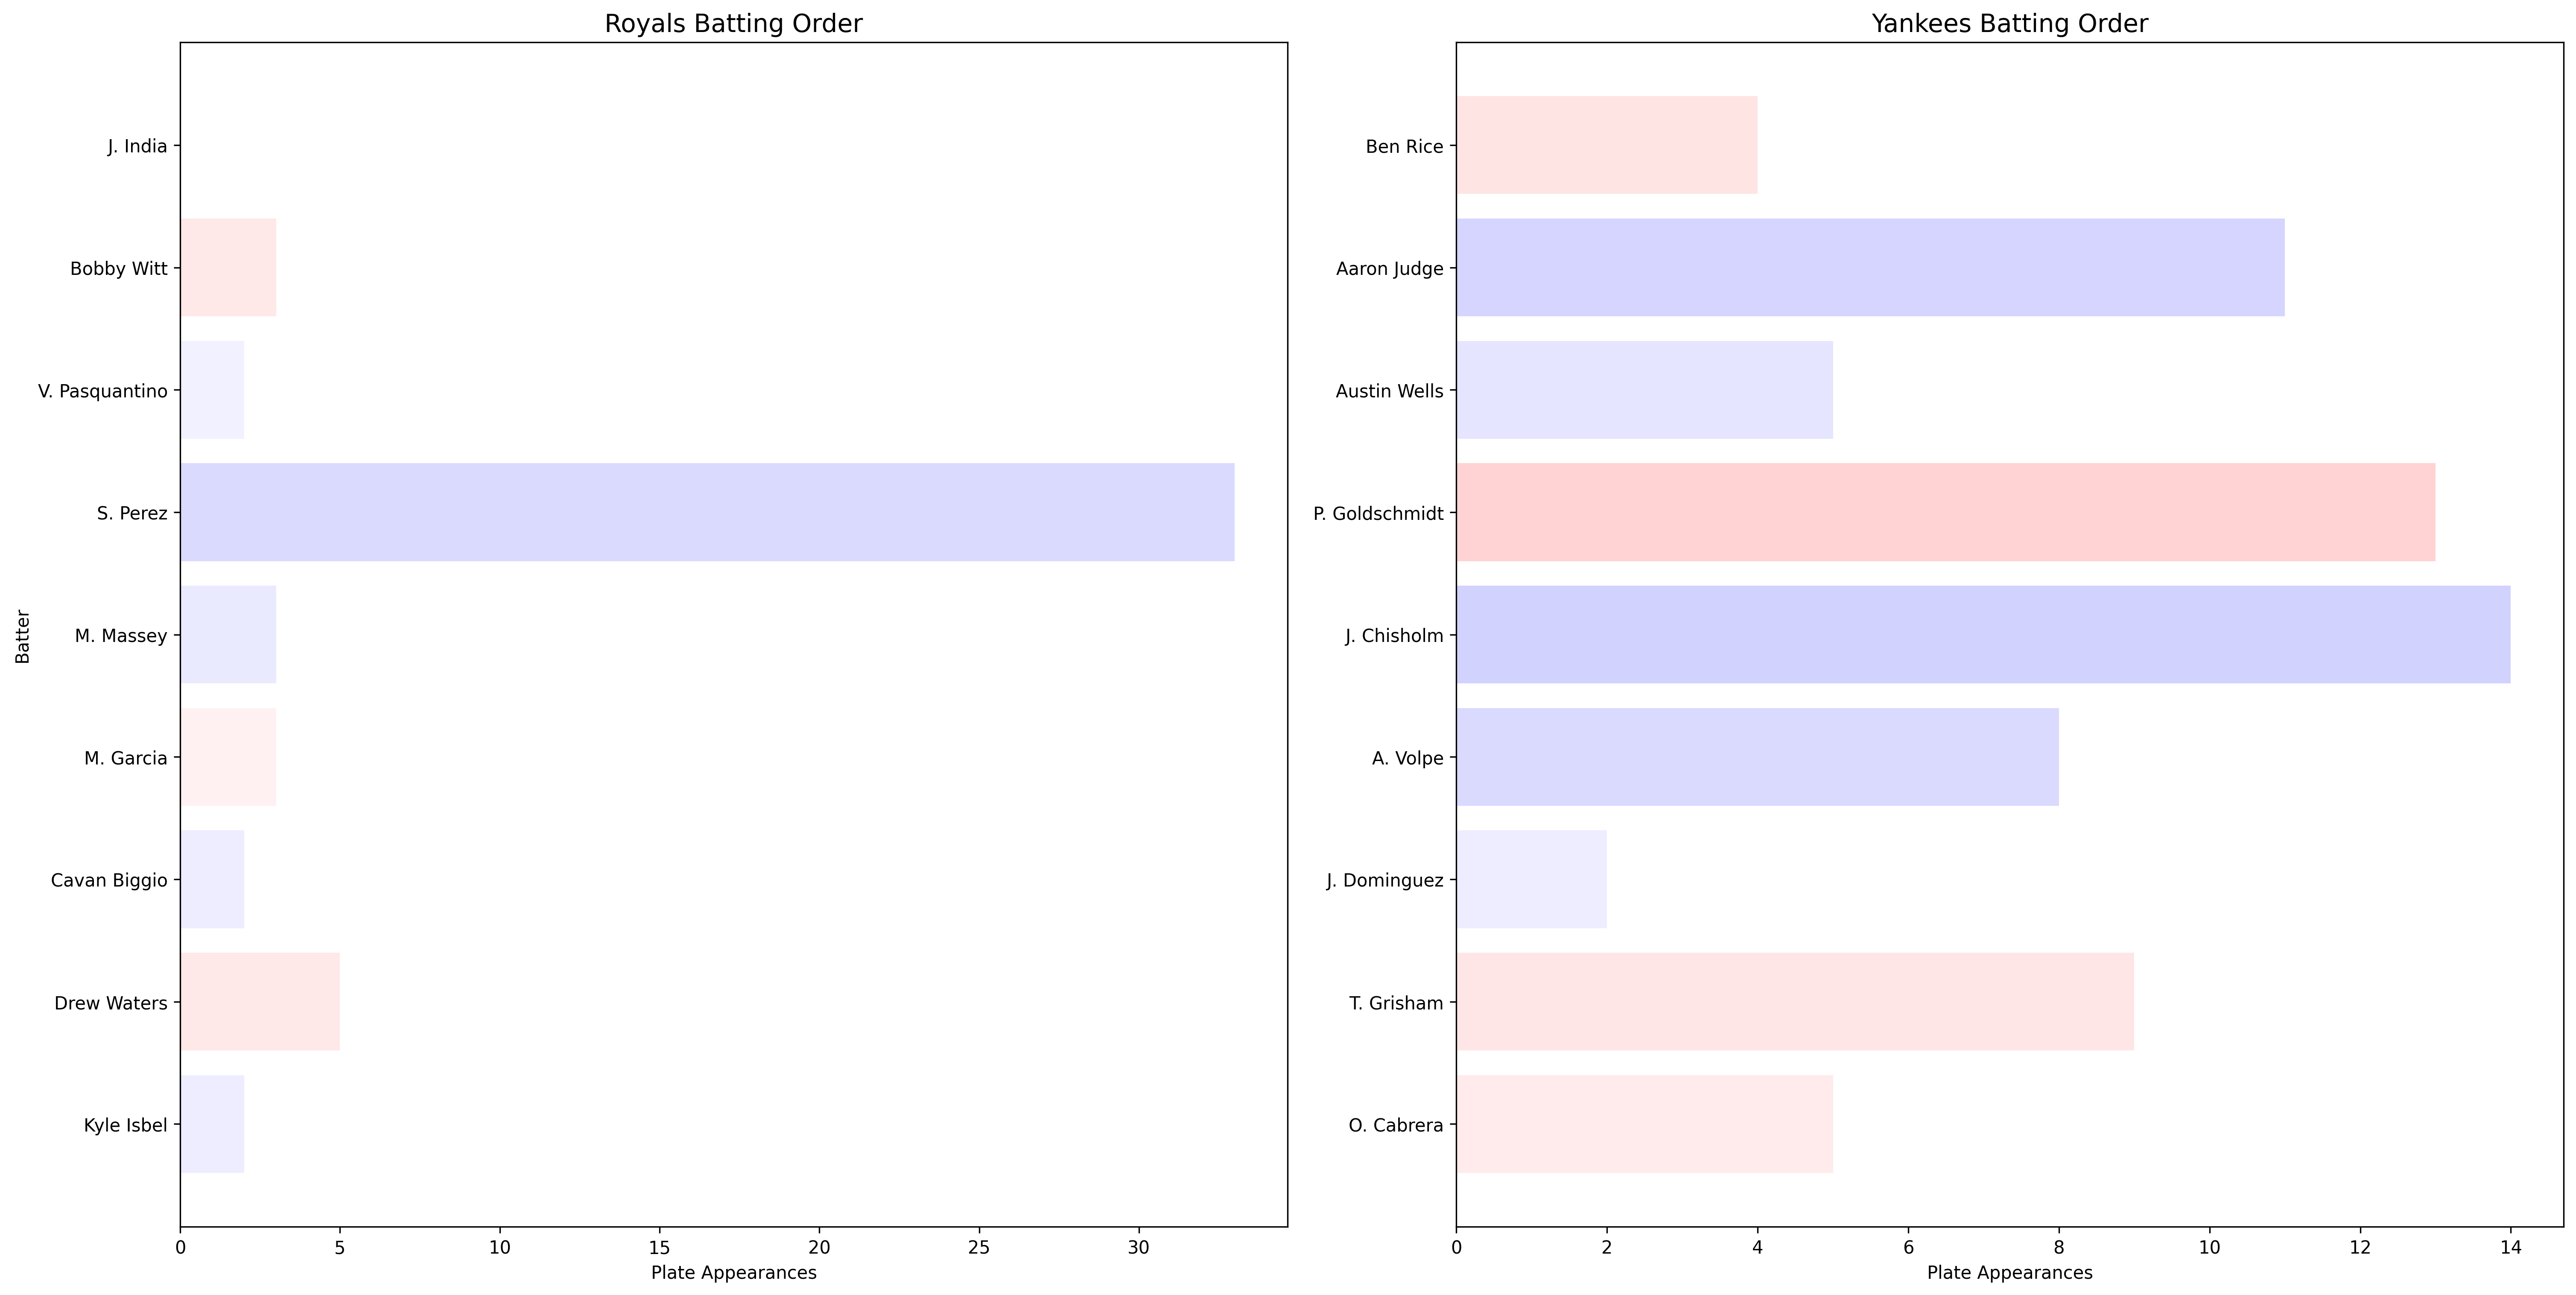 Royals Batting Order
Batter
J. India
Bobby Witt
V. Pasquantino
S. Perez
M. Massey
M. Garcia
Cavan Biggio
Drew Waters
Kyle Isbel
0 5 10 15 20 25 30
Plate Appearances
Yankees Batting Order
Ben Rice
Aaron Judge
Austin Wells
P. Goldschmidt
J. Chisholm
A. Volpe
J. Dominguez
T. Grisham
O. Cabrera
0 2 4 6 8 10 12 14
Plate Appearances